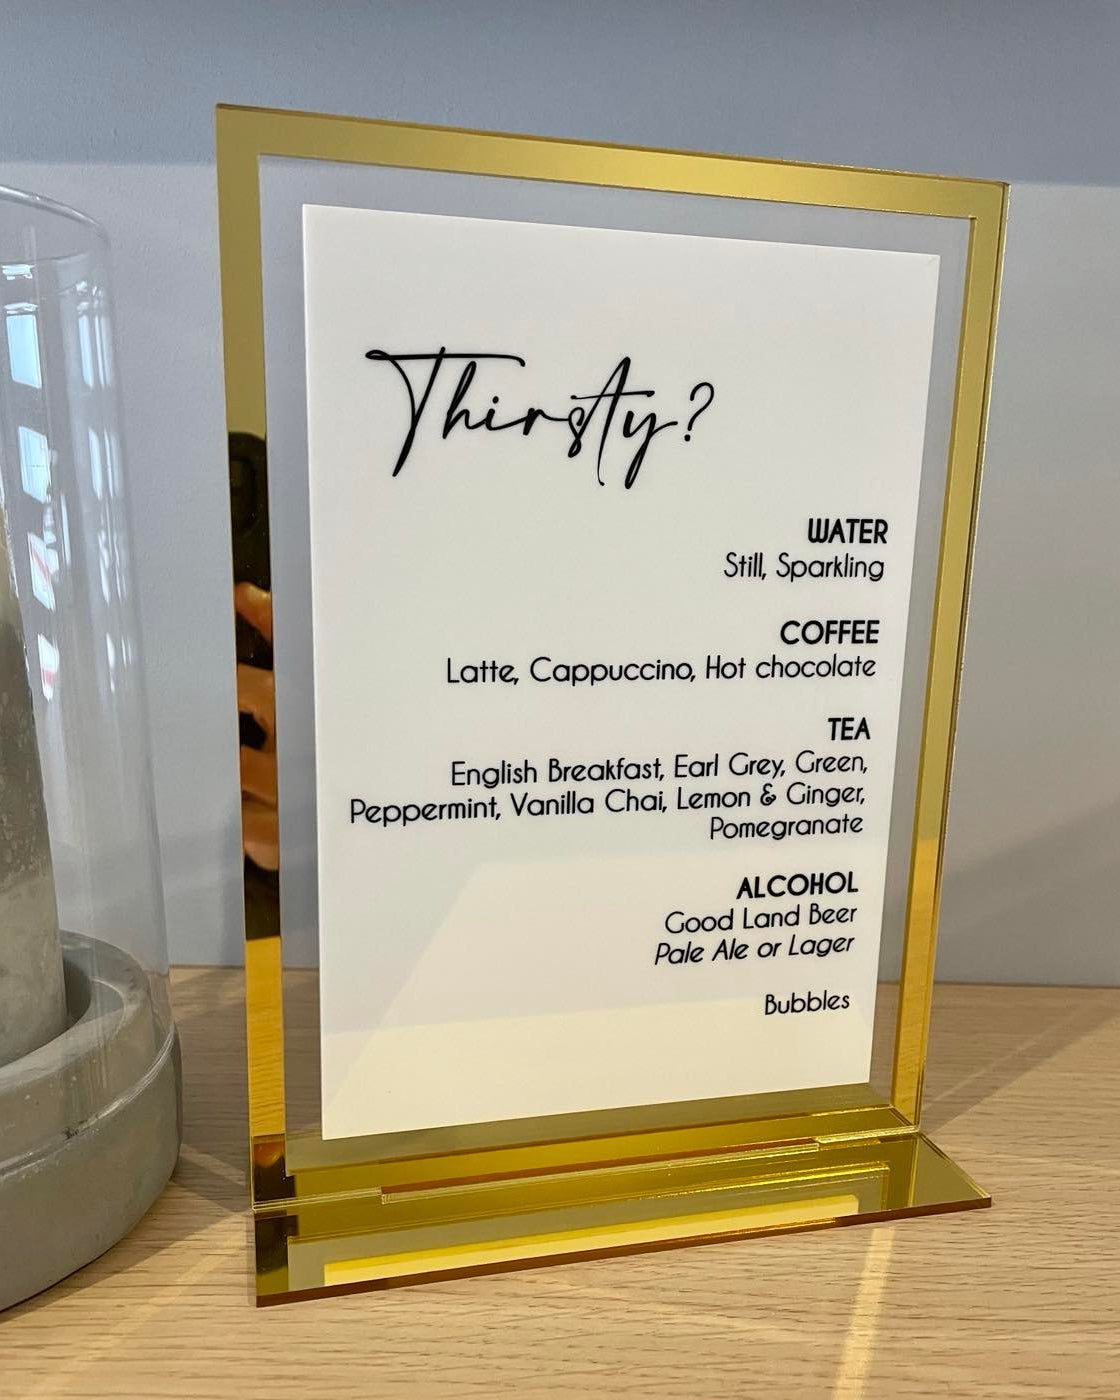 Thirsty?
WATER
Still, Sparkling
COFFEE
Latte, Cappuccino, Hot chocolate
TEA
English Breakfast, Earl Grey, Green,
Peppermint, Vanilla Chai, Lemon & Ginger,
Pomegranate
ALCOHOL
Good Land Beer
Pale Ale or Lager
Bubbles